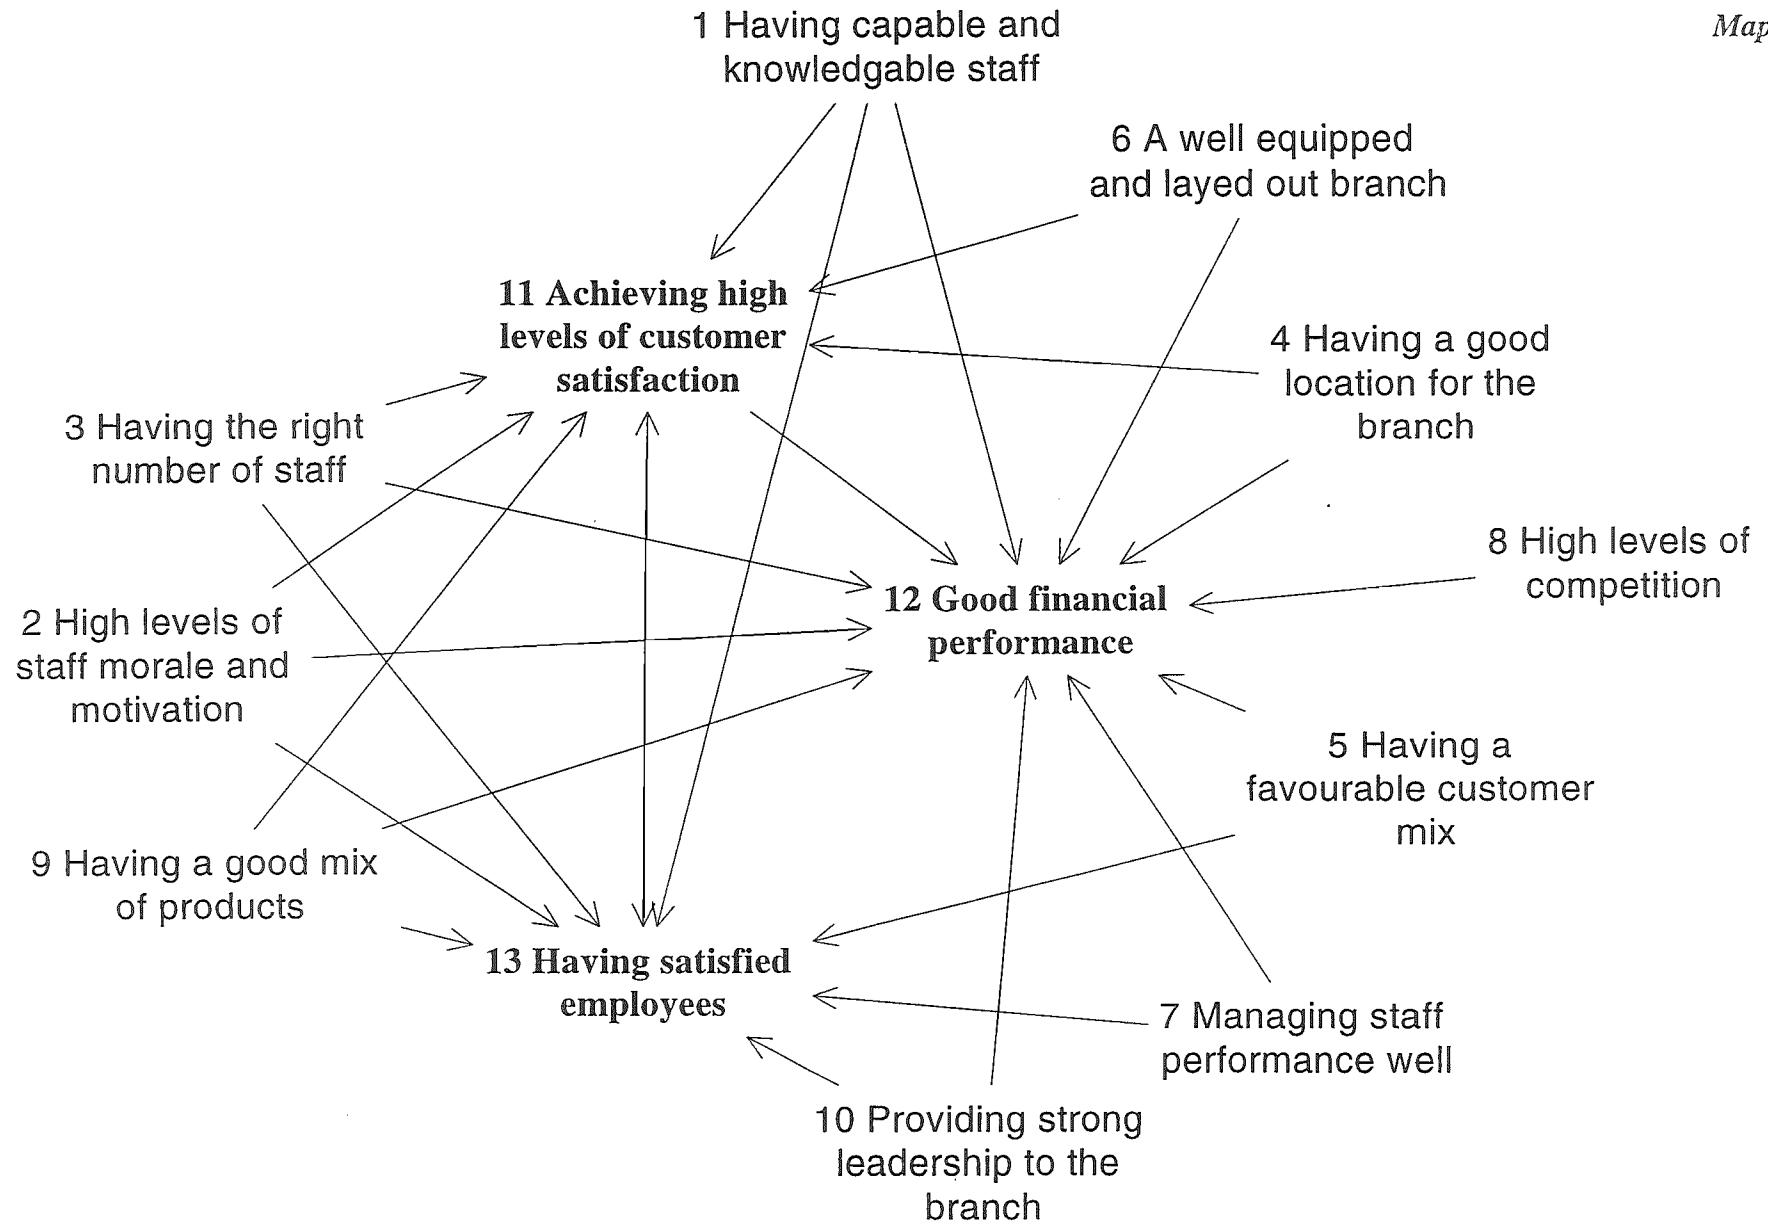 1 Having capable and
knowledgable staff
Map
6 A well equipped
and layed out branch
11 Achieving high
levels of customer
satisfaction
4 Having a good
location for the
branch
3 Having the right
number of staff
8 High levels of
competition
12 Good financial
performance
2 High levels of
staff morale and
motivation
5 Having a
favourable customer
mix
9 Having a good mix
of products
13 Having satisfied
employees
7 Managing staff
performance well
10 Providing strong
leadership to the
branch